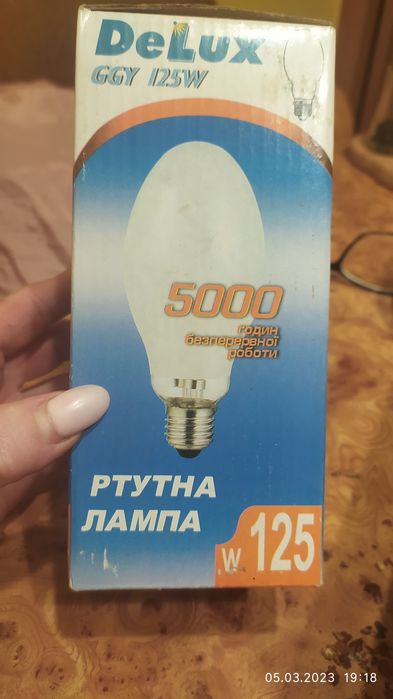 DeLux
GGY 125W
5000
годин
безперервної
роботи
РТУТНА
ЛАМПА
W 125
05.03.2023 19:18